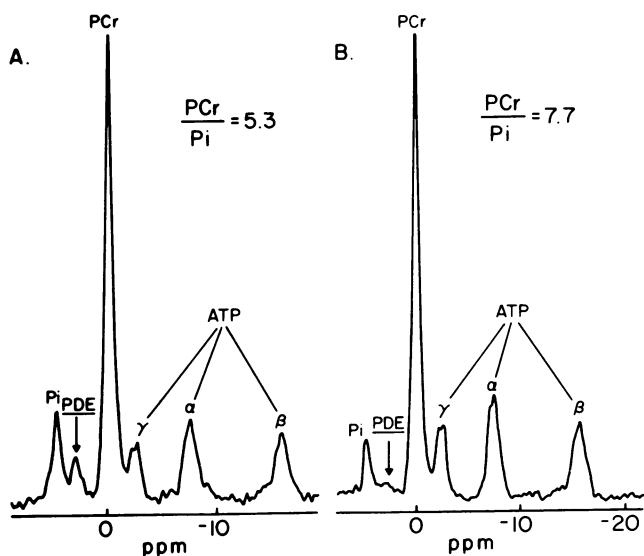 A.
PCr
PCr
Pi
= 5.3
ATP
Pi
PDE
γ
α
β
0
-10
ppm
B.
PCr
PCr
Pi
= 7.7
ATP
Pi
PDE
γ
α
β
0
-10
-20
ppm